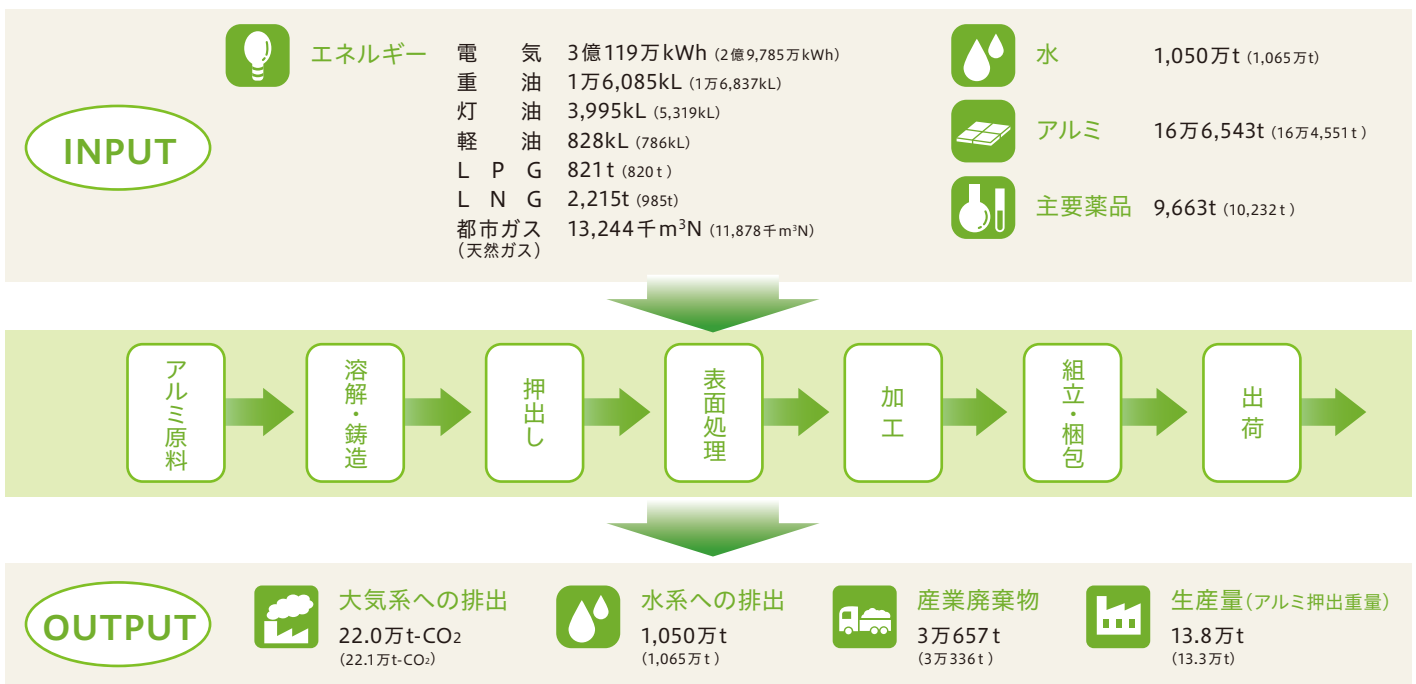 INPUT
エネルギー
電気 3億119万kWh (2億9,785万kWh)
重油 1万6,085kL (1万6,837kL)
灯油 3,995kL (5,319kL)
軽油 828kL (786kL)
LPG 821t (820t)
LNG 2,215t (985t)
都市ガス 13,244千m³N (11,878千m³N)
(天然ガス)
水 1,050万t (1,065万t)
アルミ 16万6,543t (16万4,551t)
主要薬品 9,663t (10,232t)
アルミ原料
溶解・鋳造
押出し
表面処理
加工
組立・梱包
出荷
OUTPUT
大気系への排出
22.0万t-CO₂
(22.1万t-CO₂)
水系への排出
1,050万t
(1,065万t)
産業廃棄物
3万657t
(3万336t)
生産量(アルミ押出重量)
13.8万t
(13.3万t)